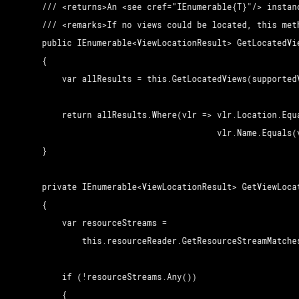 /// <returns>An <see cref="IEnumerable{T}"/> instanc
/// <remarks>If no views could be located, this meth
public IEnumerable<ViewLocationResult> GetLocatedVie
{
var allResults = this.GetLocatedViews(supportedV
return allResults.Where(vlr => vlr.Location.Equa
vlr.Name.Equals(v
}
private IEnumerable<ViewLocationResult> GetViewLocat
{
var resourceStreams =
this.resourceReader.GetResourceStreamMatches
if (!resourceStreams.Any())
{